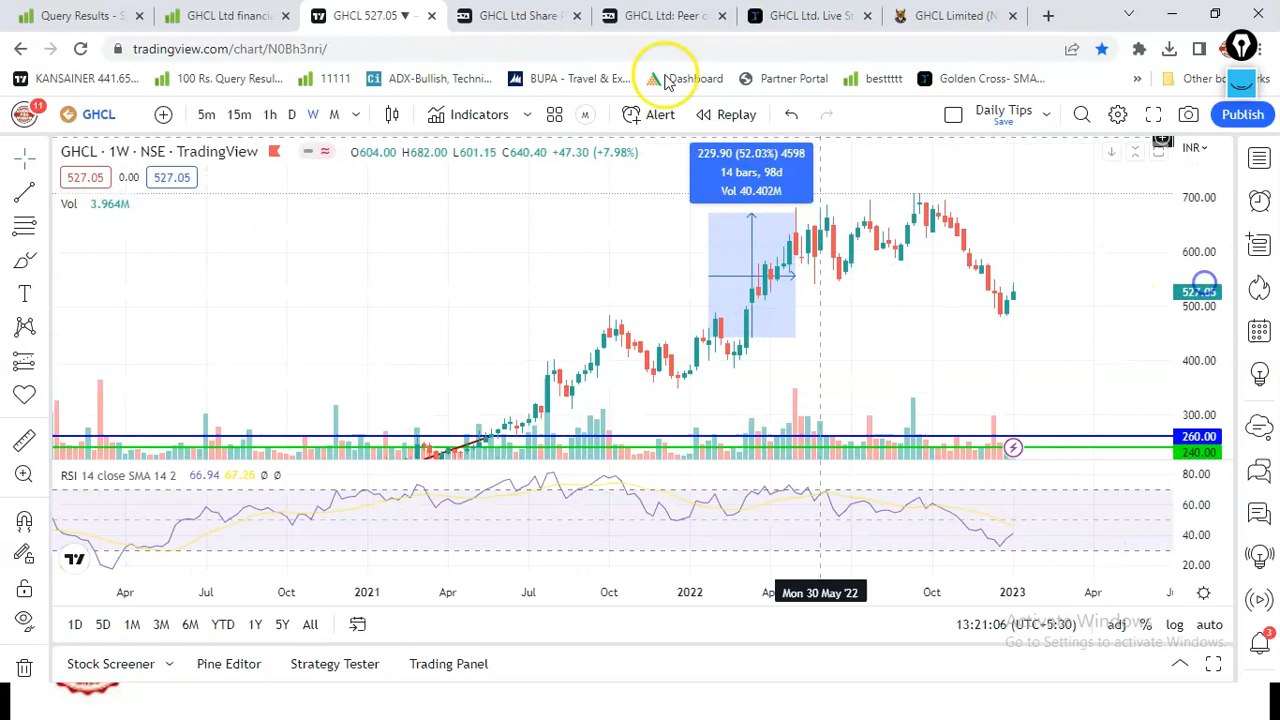 Query Results - S
GHCL Ltd financia
GHCL 527.05 ▼
GHCL Ltd Share P
GHCL Ltd: Peer c
GHCL Ltd. Live St
GHCL Limited (N
tradingview.com/chart/N0Bh3nri/
KANSAINER 441.65...
100 Rs. Query Resul...
11111
ADX-Bullish, Techni...
BUPA - Travel & Ex...
Dashboard
Partner Portal
besttttt
Golden Cross- SMA...
Other bo
11
GHCL
5m 15m 1h D W M
Indicators
M
Alert
Replay
Daily Tips
Save
Publish
GHCL · 1W · NSE · TradingView
O604.00 H682.00 L601.15 C640.40 +47.30 (+7.98%)
INR
527.05 0.00 527.05
Vol 3.964M
229.90 (52.03%) 4598
14 bars, 98d
Vol 40.402M
700.00
600.00
527.05
500.00
400.00
300.00
260.00
240.00
RSI 14 close SMA 14 2 66.94 67.26 Ø Ø
80.00
60.00
40.00
20.00
Apr Jul Oct 2021 Apr Jul Oct 2022 Ap Mon 30 May '22 Oct 2023 Apr
1D 5D 1M 3M 6M YTD 1Y 5Y All
13:21:06 (UTC+5:30)
adj % log auto
Activate Windows
Go to Settings to activate Windows.
Stock Screener
Pine Editor
Strategy Tester
Trading Panel
3